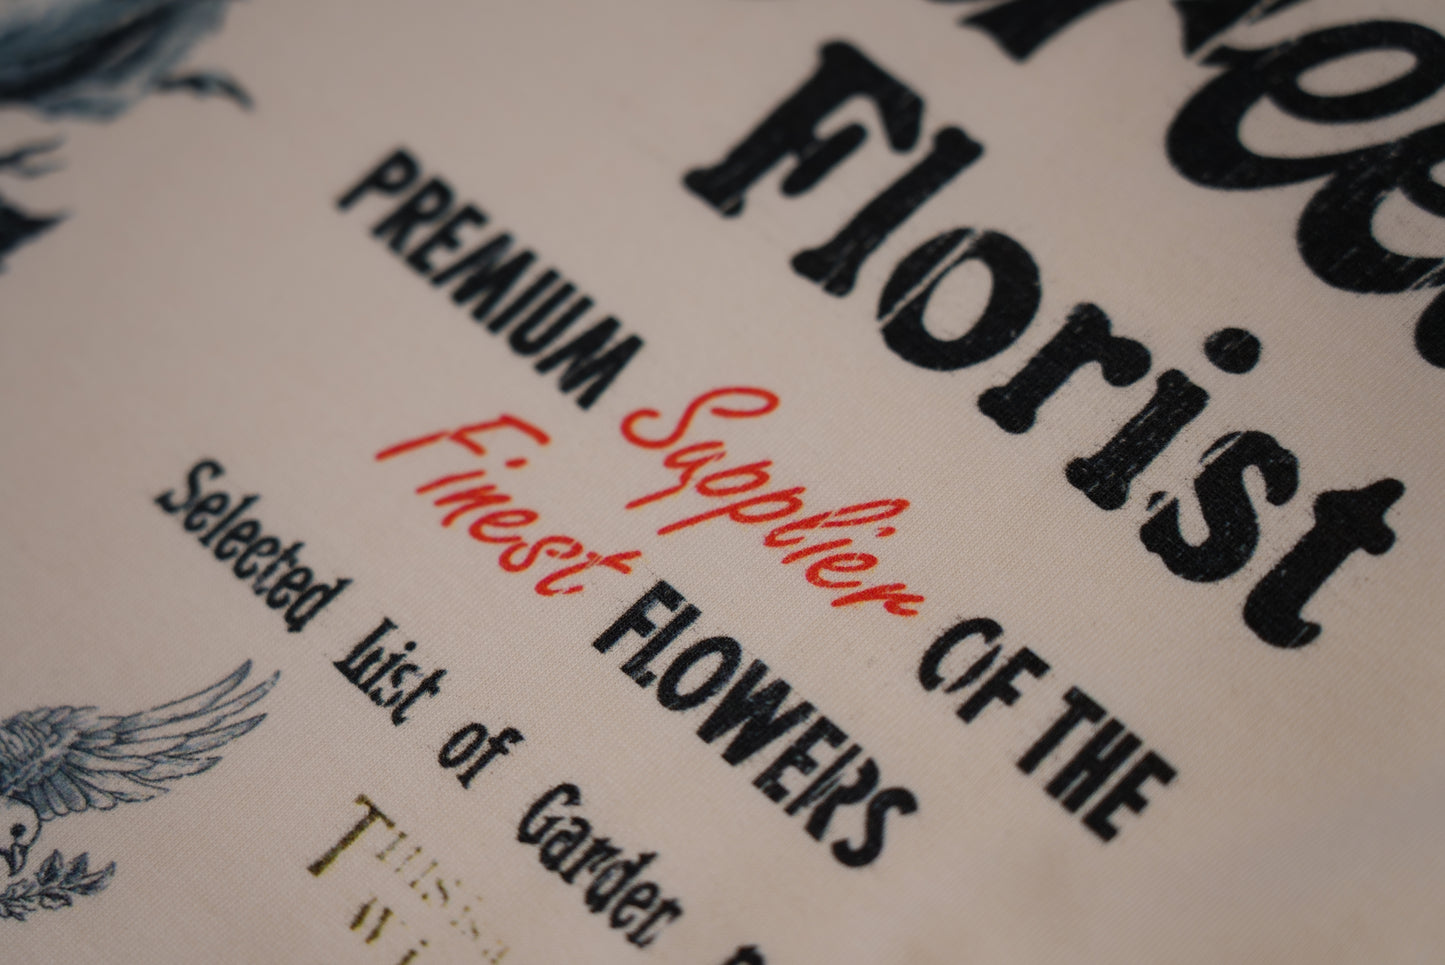 Florist
PREMIUM Supplier OF THE
Finest FLOWERS
Selected List of Garden